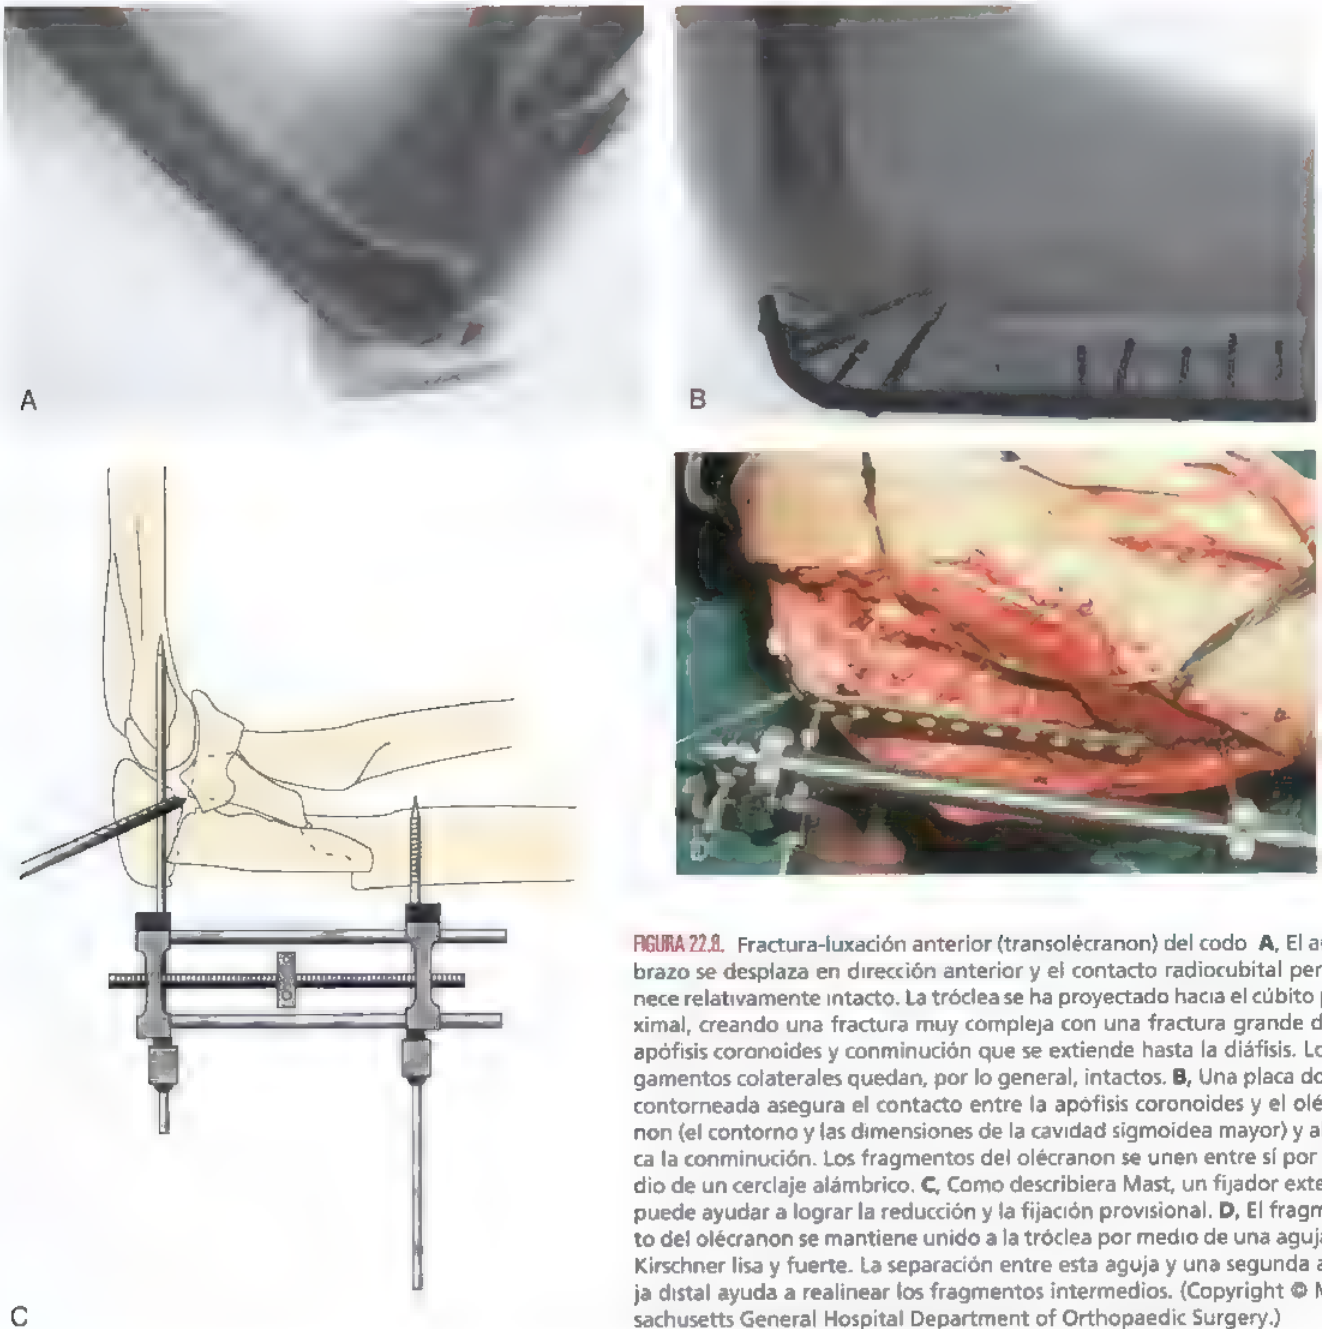 A
B
C
FIGURA 22.8. Fractura-luxación anterior (transolécranon) del codo A, El a
brazo se desplaza en dirección anterior y el contacto radiocubital per
nece relativamente intacto. La tróclea se ha proyectado hacia el cúbito
ximal, creando una fractura muy compleja con una fractura grande d
apófisis coronoides y conminución que se extiende hasta la diáfisis. Lo
gamentos colaterales quedan, por lo general, intactos. B, Una placa do
contorneada asegura el contacto entre la apófisis coronoides y el olé
non (el contorno y las dimensiones de la cavidad sigmoidea mayor) y a
ca la conminución. Los fragmentos del olécranon se unen entre sí por
dio de un cerclaje alámbrico. C, Como describiera Mast, un fijador exte
puede ayudar a lograr la reducción y la fijación provisional. D, El fragm
to del olécranon se mantiene unido a la tróclea por medio de una aguja
Kirschner lisa y fuerte. La separación entre esta aguja y una segunda a
ja distal ayuda a realinear los fragmentos intermedios. (Copyright © M
sachusetts General Hospital Department of Orthopaedic Surgery.)